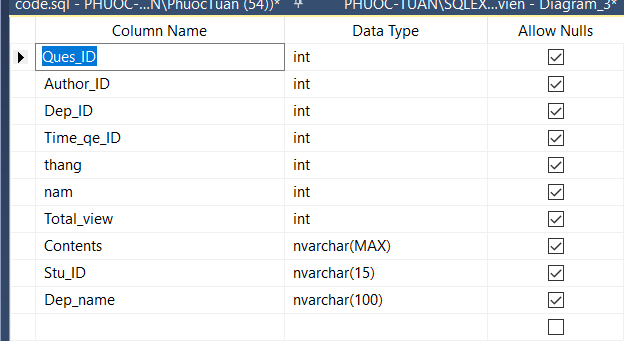 code.sql - PHUOC-...N\PhuocTuan (54))* PHUOC-TUAN\SQLEX...vien - Diagram_3*
Column Name Data Type Allow Nulls
Ques_ID int
Author_ID int
Dep_ID int
Time_qe_ID int
thang int
nam int
Total_view int
Contents nvarchar(MAX)
Stu_ID nvarchar(15)
Dep_name nvarchar(100)